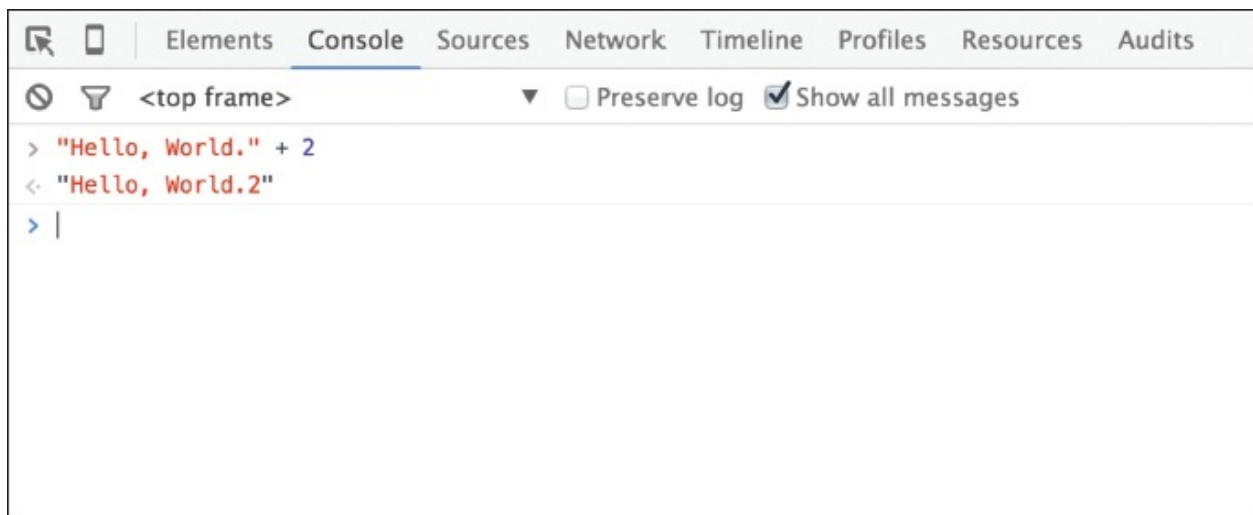 Elements Console Sources Network Timeline Profiles Resources Audits
<top frame> ▼ Preserve log Show all messages
> "Hello, World." + 2
<· "Hello, World.2"
>